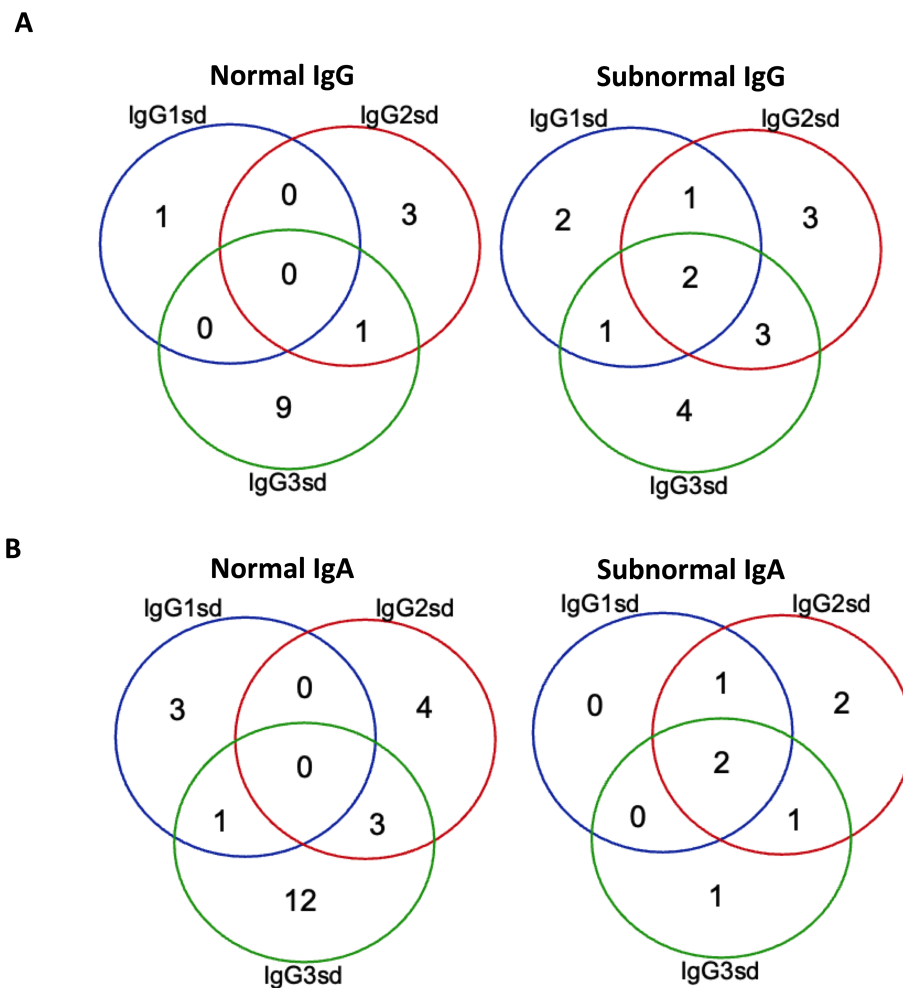 A
Normal IgG Subnormal IgG
IgG1sd IgG2sd IgG1sd IgG2sd
0 1
1 3 2 3
0 2
0 1 1 3
9 4
IgG3sd IgG3sd
B
Normal IgA Subnormal IgA
IgG1sd IgG2sd IgG1sd IgG2sd
0 1
3 4 0 2
0 2
1 3 0 1
12 1
IgG3sd IgG3sd